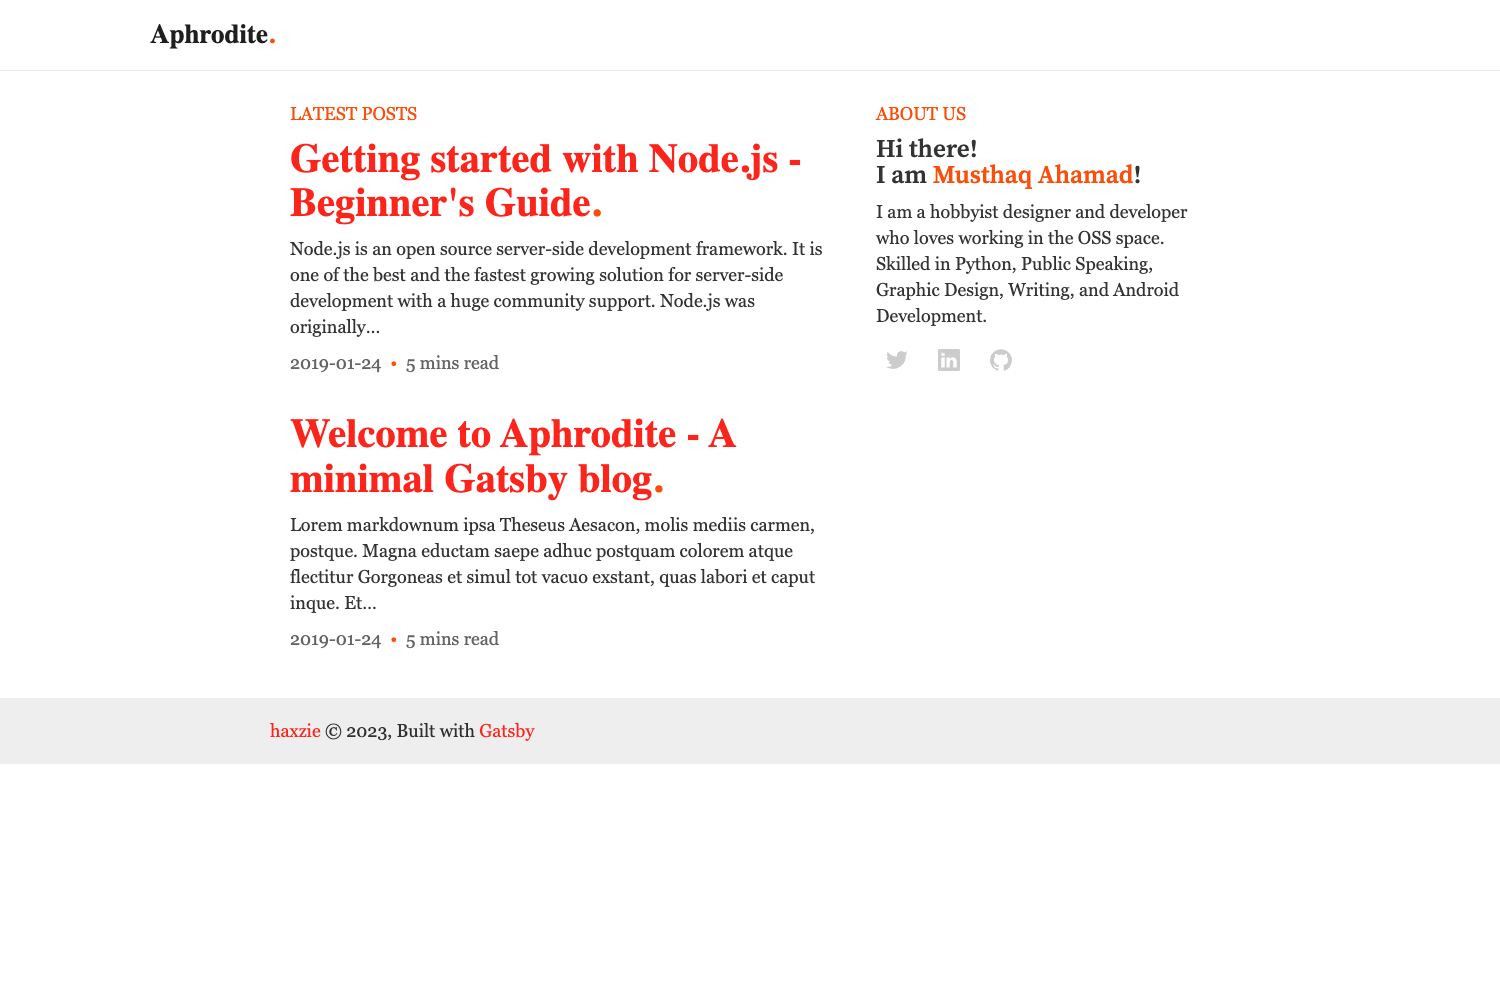 Aphrodite.
LATEST POSTS
Getting started with Node.js -
Beginner's Guide.
Node.js is an open source server-side development framework. It is
one of the best and the fastest growing solution for server-side
development with a huge community support. Node.js was
originally...
2019-01-24 • 5 mins read
Welcome to Aphrodite - A
minimal Gatsby blog.
Lorem markdownum ipsa Theseus Aesacon, molis mediis carmen,
postque. Magna eductam saepe adhuc postquam colorem atque
flectitur Gorgoneas et simul tot vacuo exstant, quas labori et caput
inque. Et...
2019-01-24 • 5 mins read
ABOUT US
Hi there!
I am Musthaq Ahamad!
I am a hobbyist designer and developer
who loves working in the OSS space.
Skilled in Python, Public Speaking,
Graphic Design, Writing, and Android
Development.
in
haxzie © 2023, Built with Gatsby